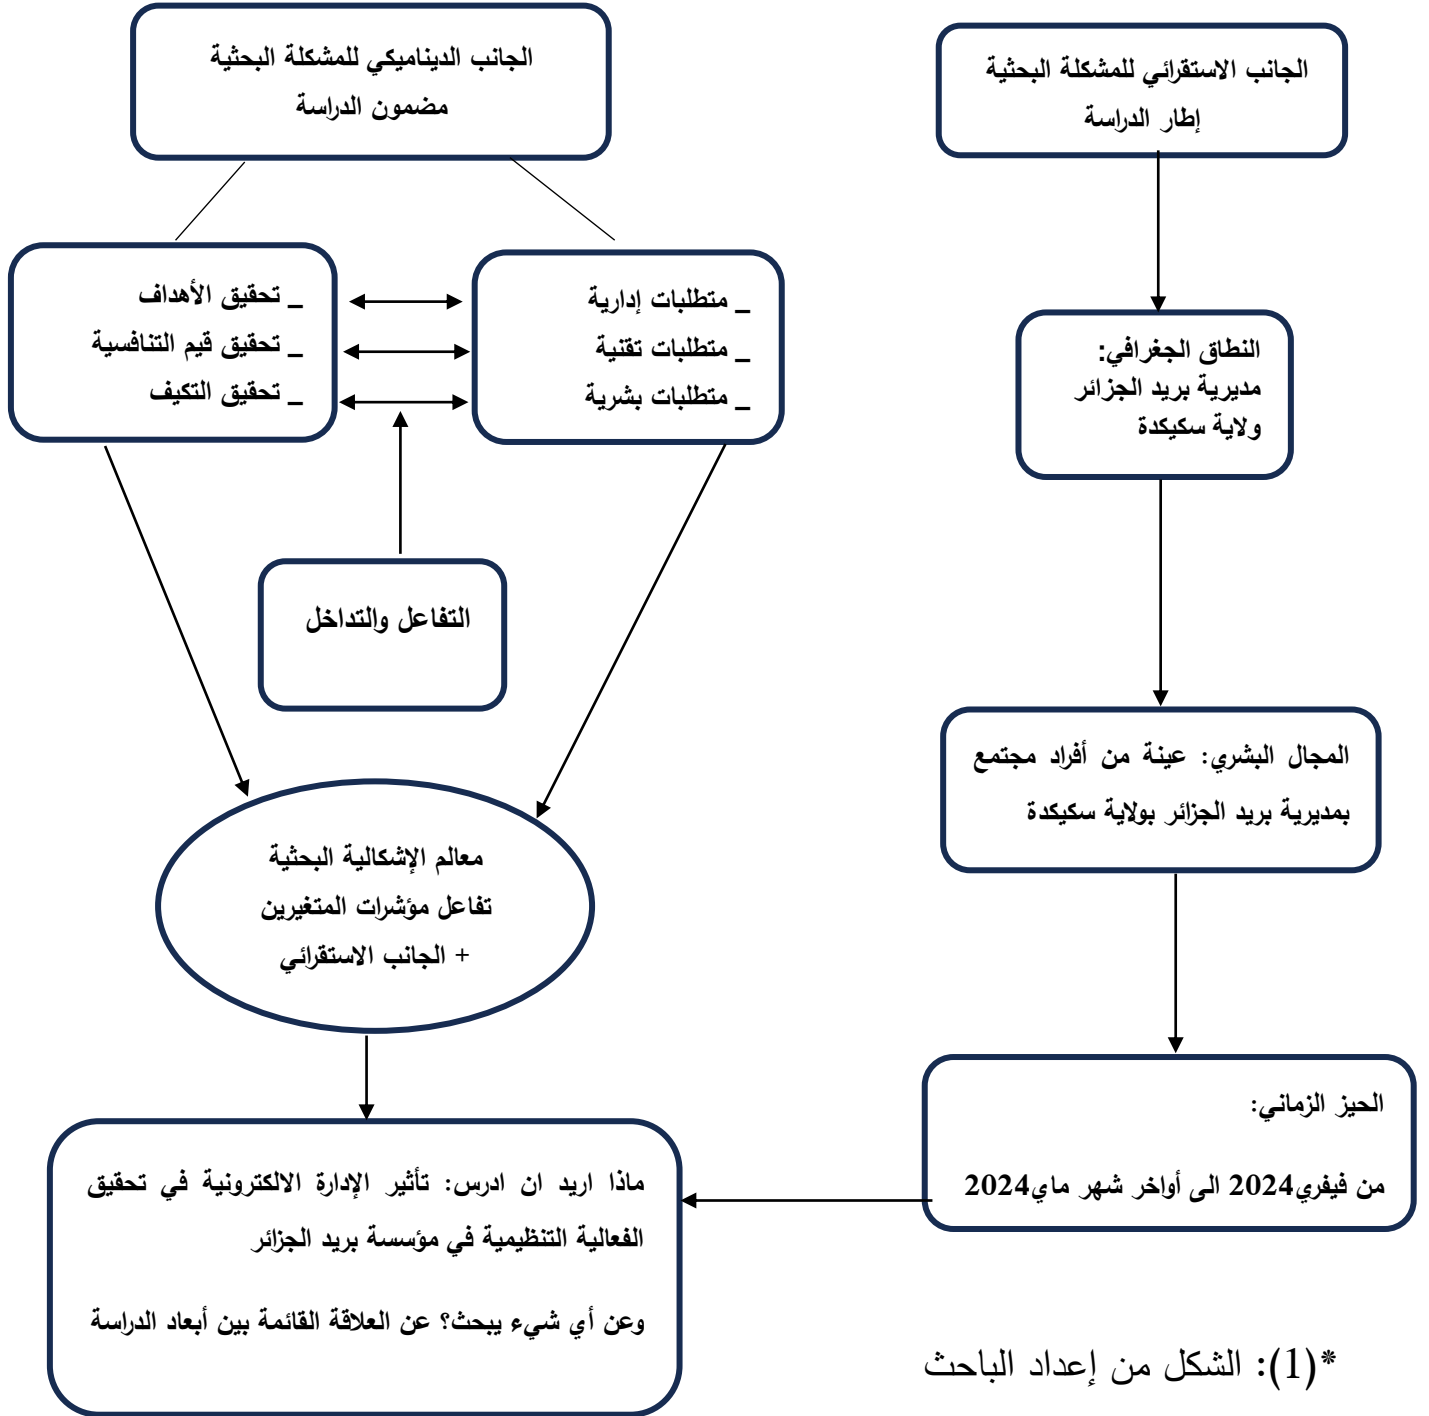 الجانب الاستقرائي للمشكلة البحثية
إطار الدراسة
النطاق الجغرافي:
مديرية بريد الجزائر
ولاية سكيكدة
المجال البشري: عينة من أفراد مجتمع
بمديرية بريد الجزائر بولاية سكيكدة
الحيز الزماني:
من فيفري2024 الى أواخر شهر ماي2024
الجانب الديناميكي للمشكلة البحثية
مضمون الدراسة
_ متطلبات إدارية
_ متطلبات تقنية
_ متطلبات بشرية
_ تحقيق الأهداف
_ تحقيق قيم التنافسية
_ تحقيق التكيف
التفاعل والتداخل
معالم الإشكالية البحثية
تفاعل مؤشرات المتغيرين
+ الجانب الاستقرائي
ماذا اريد ان ادرس: تأثير الإدارة الالكترونية في تحقيق
الفعالية التنظيمية في مؤسسة بريد الجزائر
وعن أي شيء يبحث؟ عن العلاقة القائمة بين أبعاد الدراسة
*(1): الشكل من إعداد الباحث